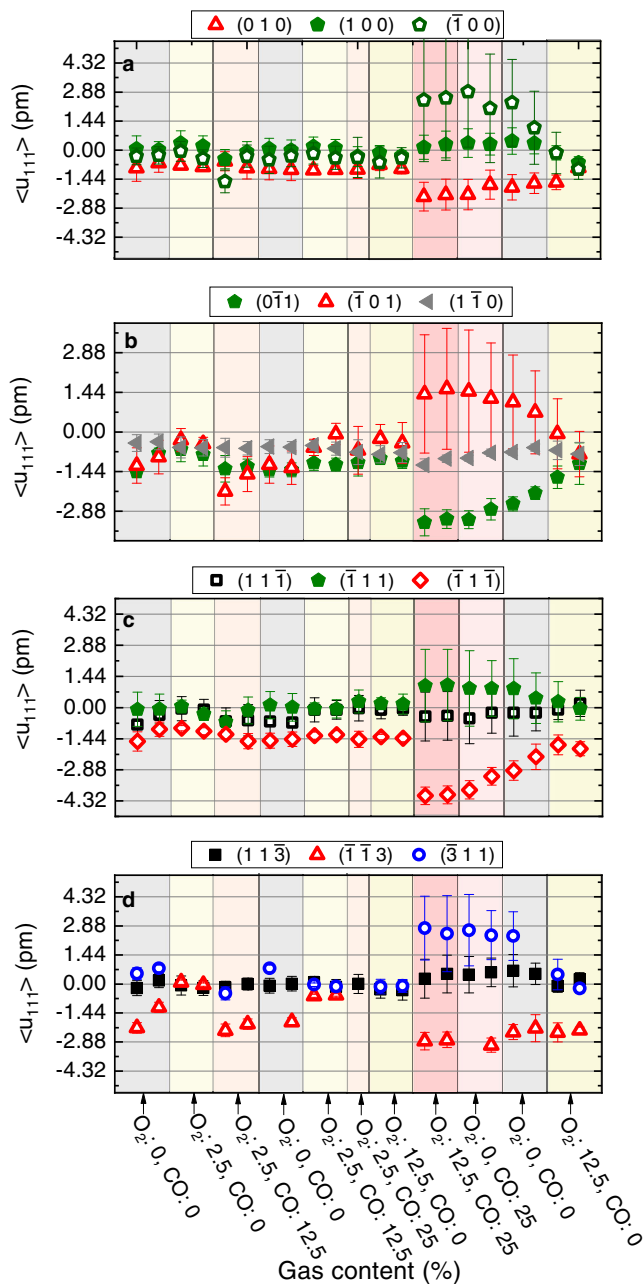 (0 1 0) (1 0 0) (1̅ 0 0)
a
4.32
2.88
1.44
0.00
-1.44
-2.88
-4.32
<u₁₁₁> (pm)
(01̅1) (1̅ 0 1) (1 1̅ 0)
b
2.88
1.44
0.00
-1.44
-2.88
<u₁₁₁> (pm)
(1 1 1̅) (1̅ 1 1) (1̅ 1 1̅)
c
4.32
2.88
1.44
0.00
-1.44
-2.88
-4.32
<u₁₁₁> (pm)
(1 1 3̅) (1̅ 1̅ 3) (3̅ 1 1)
d
4.32
2.88
1.44
0.00
-1.44
-2.88
-4.32
<u₁₁₁> (pm)
O₂: 0, CO: 0
O₂: 2.5, CO: 0
O₂: 2.5, CO: 12.5
O₂: 0, CO: 0
O₂: 2.5, CO: 12.5
O₂: 2.5, CO: 25
O₂: 12.5, CO: 0
O₂: 12.5, CO: 25
O₂: 0, CO: 25
O₂: 0, CO: 0
O₂: 12.5, CO: 0
Gas content (%)